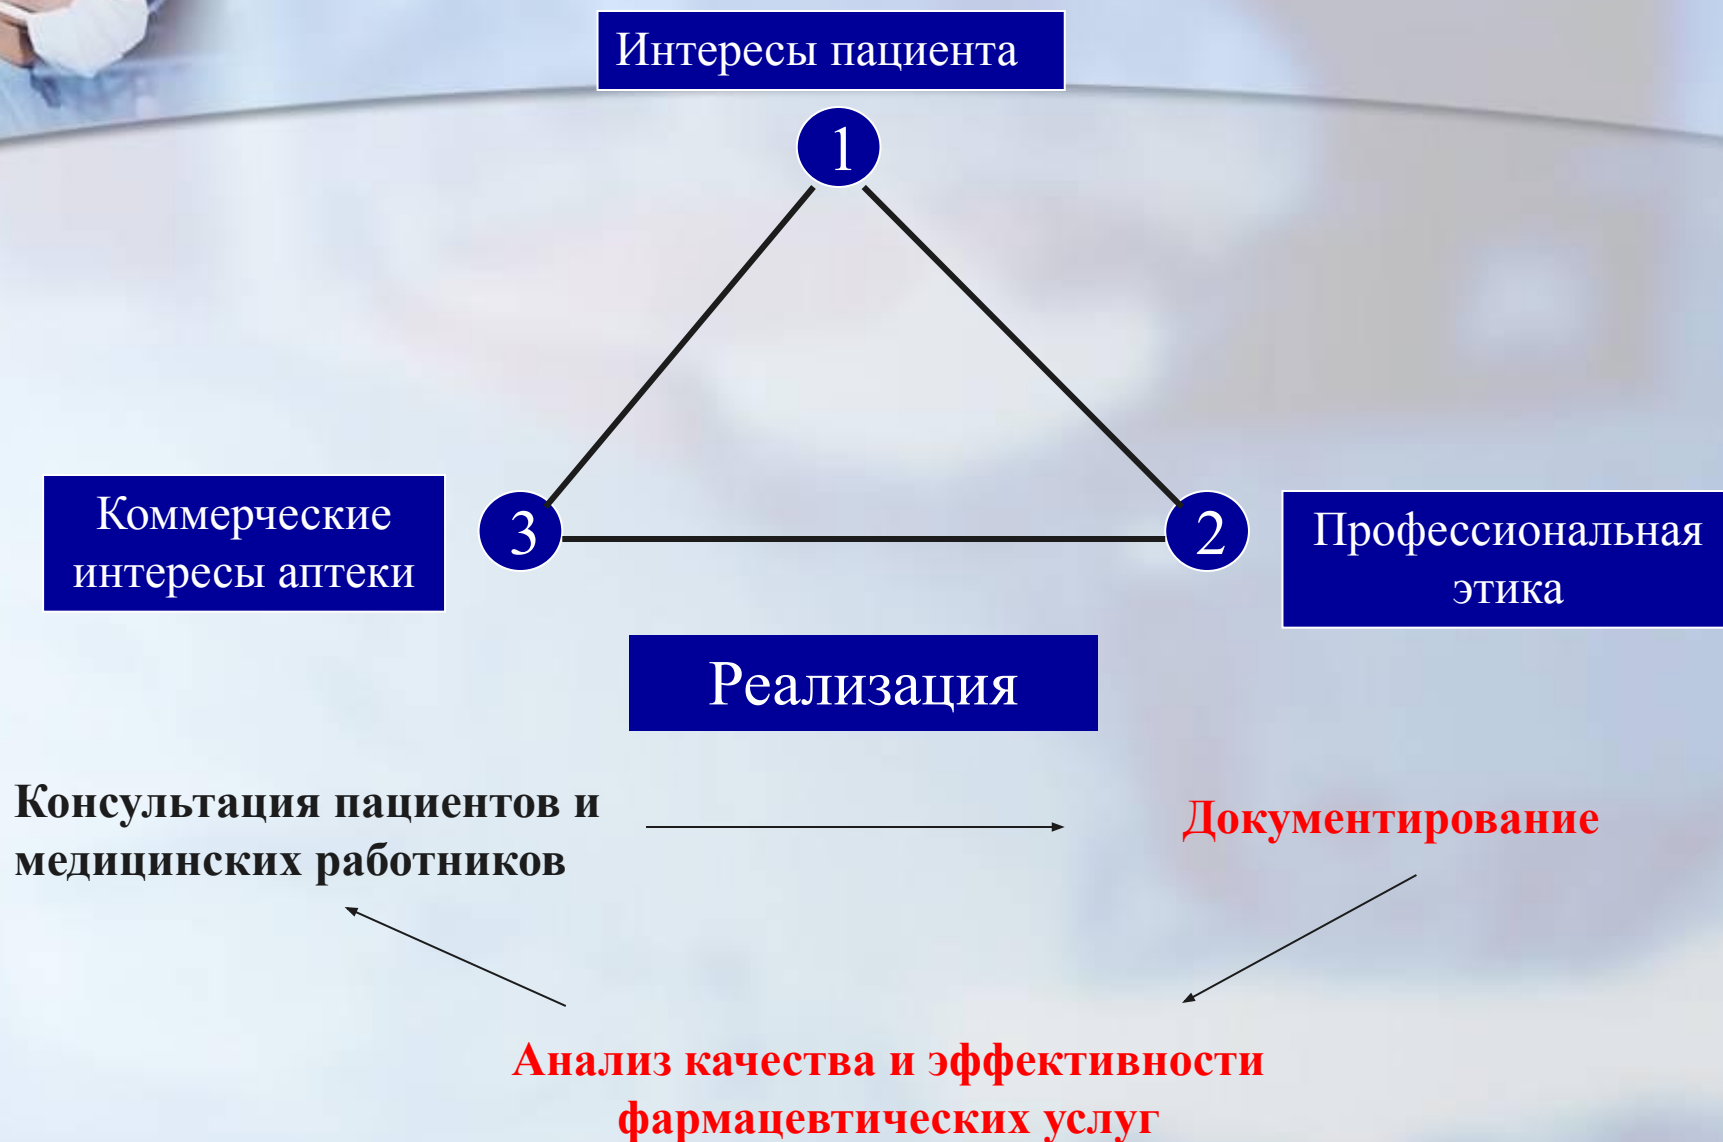 Интересы пациента
1
Коммерческие
интересы аптеки
3
2
Профессиональная
этика
Реализация
Консультация пациентов и
медицинских работников
Документирование
Анализ качества и эффективности
фармацевтических услуг